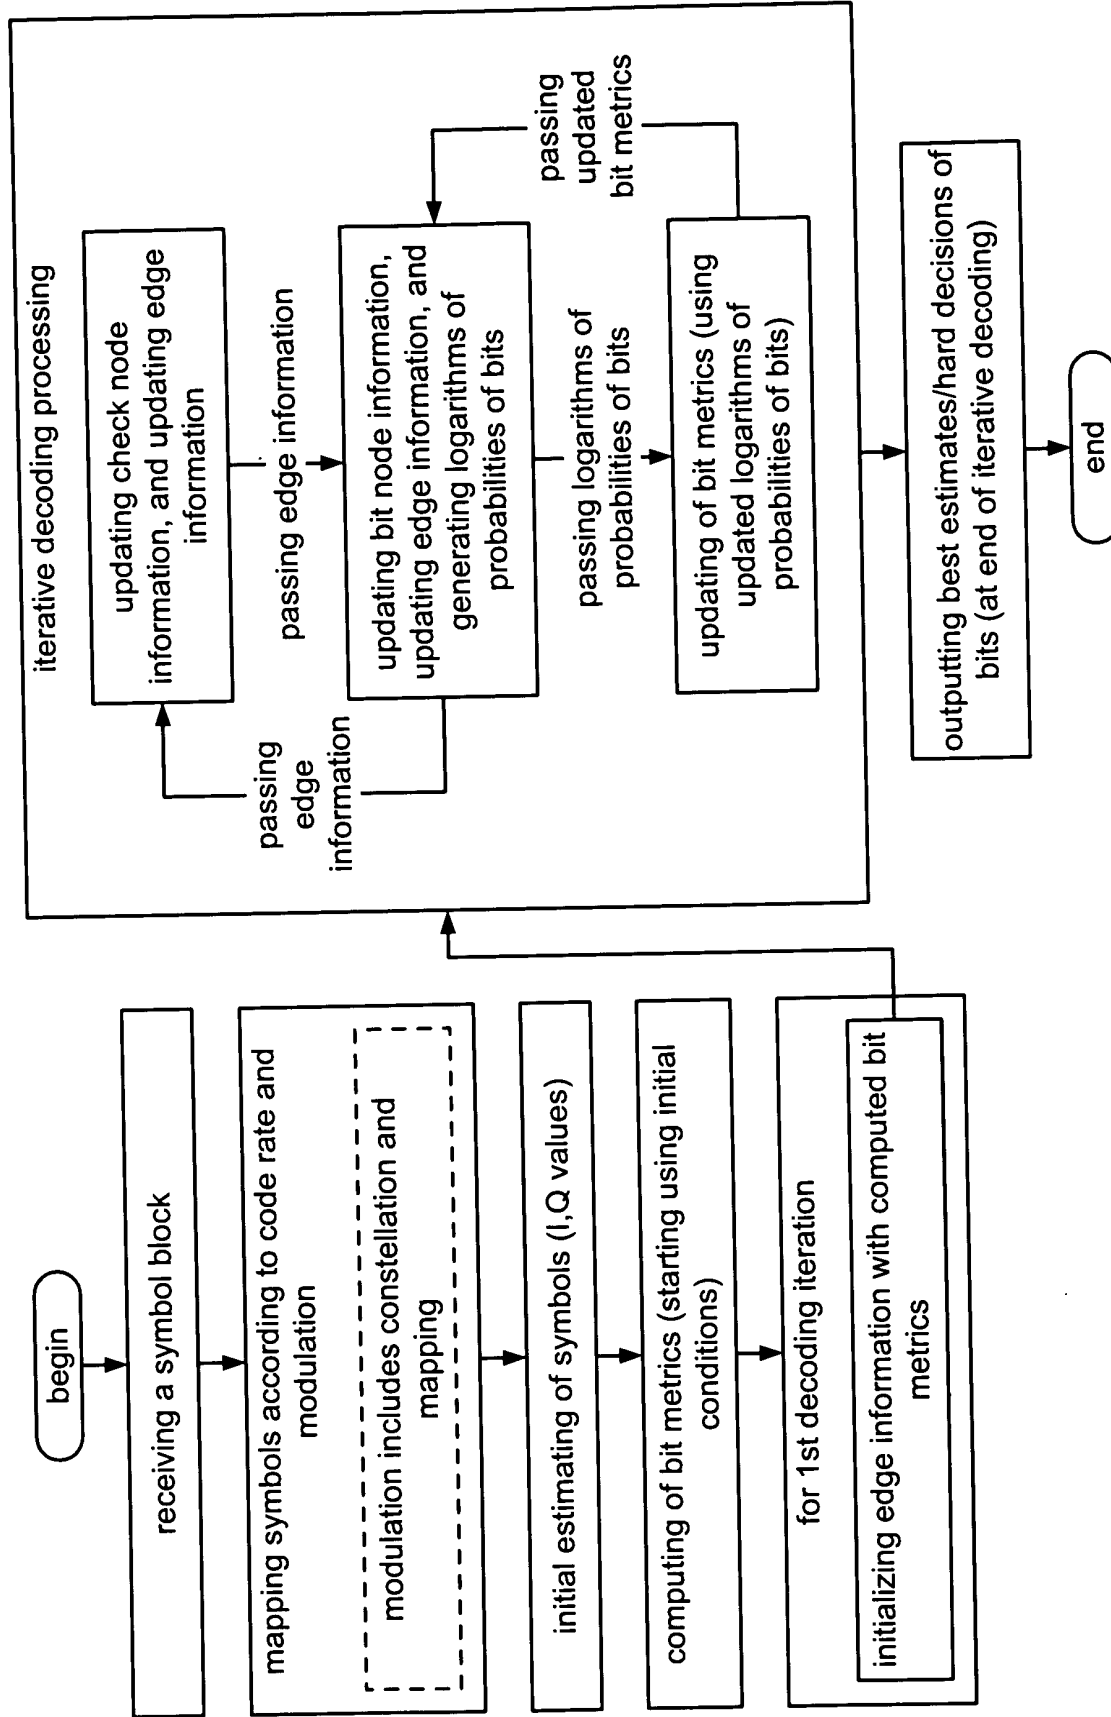 begin
receiving a symbol block
mapping symbols according to code rate and
modulation
modulation includes constellation and
mapping
initial estimating of symbols (I,Q values)
computing of bit metrics (starting using initial
conditions)
for 1st decoding iteration
initializing edge information with computed bit
metrics
iterative decoding processing
updating check node
information, and updating edge
information
passing edge information
passing
edge
information
updating bit node information,
updating edge information, and
generating logarithms of
probabilities of bits
passing
updated
bit metrics
passing logarithms of
probabilities of bits
updating of bit metrics (using
updated logarithms of
probabilities of bits)
outputting best estimates/hard decisions of
bits (at end of iterative decoding)
end